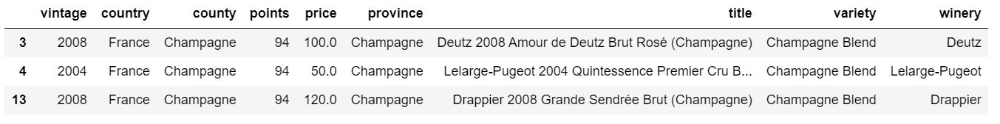 vintage country county points price province title variety winery
3 2008 France Champagne 94 100.0 Champagne Deutz 2008 Amour de Deutz Brut Rosé (Champagne) Champagne Blend Deutz
4 2004 France Champagne 94 50.0 Champagne Lelarge-Pugeot 2004 Quintessence Premier Cru B... Champagne Blend Lelarge-Pugeot
13 2008 France Champagne 94 120.0 Champagne Drappier 2008 Grande Sendrée Brut (Champagne) Champagne Blend Drappier